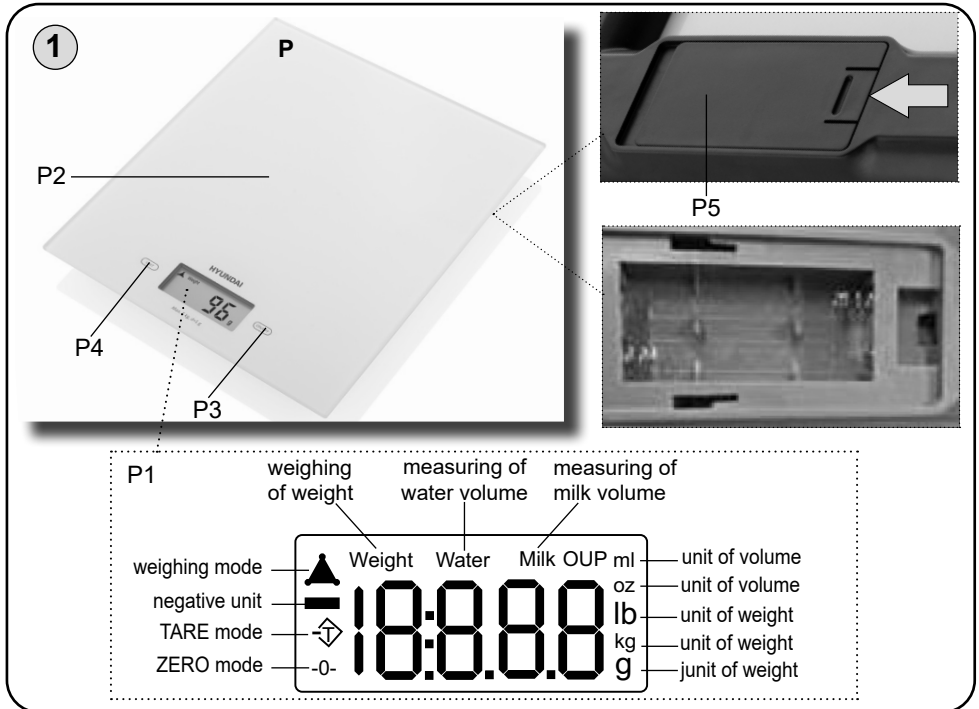 1
P
P2
P5
HYUNDAI
96 g
P4
P3
P1
weighing
of weight
measuring of
water volume
measuring of
milk volume
weighing mode
negative unit
TARE mode
ZERO mode
Weight Water Milk OUP ml
oz
lb
kg
g
T
-0-
18:8.8.8
unit of volume
unit of volume
unit of weight
unit of weight
junit of weight